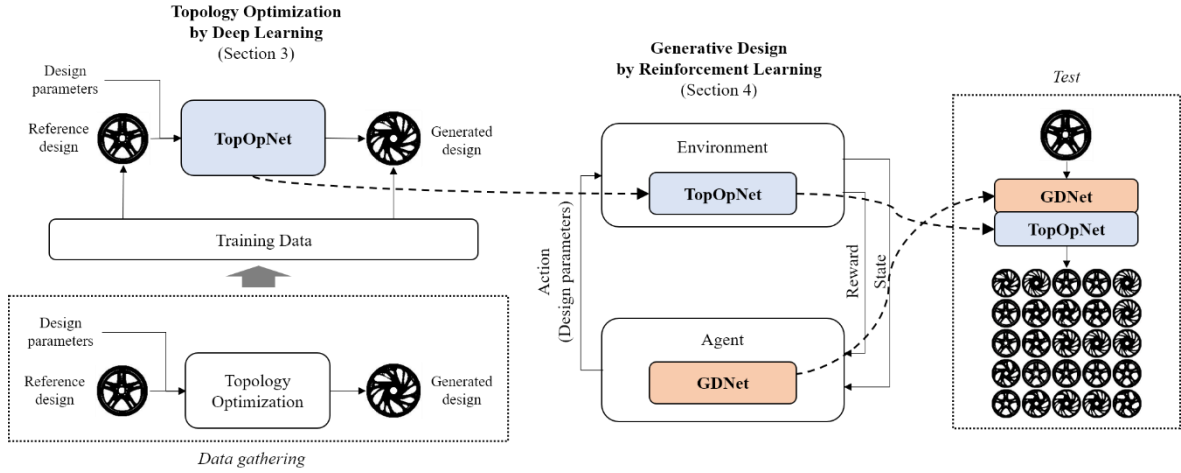 Topology Optimization
by Deep Learning
(Section 3)
Design
parameters
Reference
design
TopOpNet
Generated
design
Training Data
Design
parameters
Reference
design
Topology
Optimization
Generated
design
Data gathering
Generative Design
by Reinforcement Learning
(Section 4)
Environment
TopOpNet
Action
(Design parameters)
Reward
State
Agent
GDNet
Test
GDNet
TopOpNet